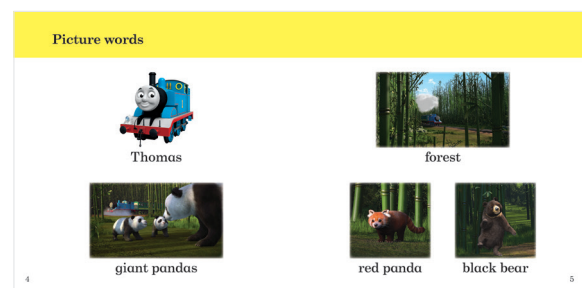 Picture words
Thomas
forest
giant pandas
red panda
black bear
4
5